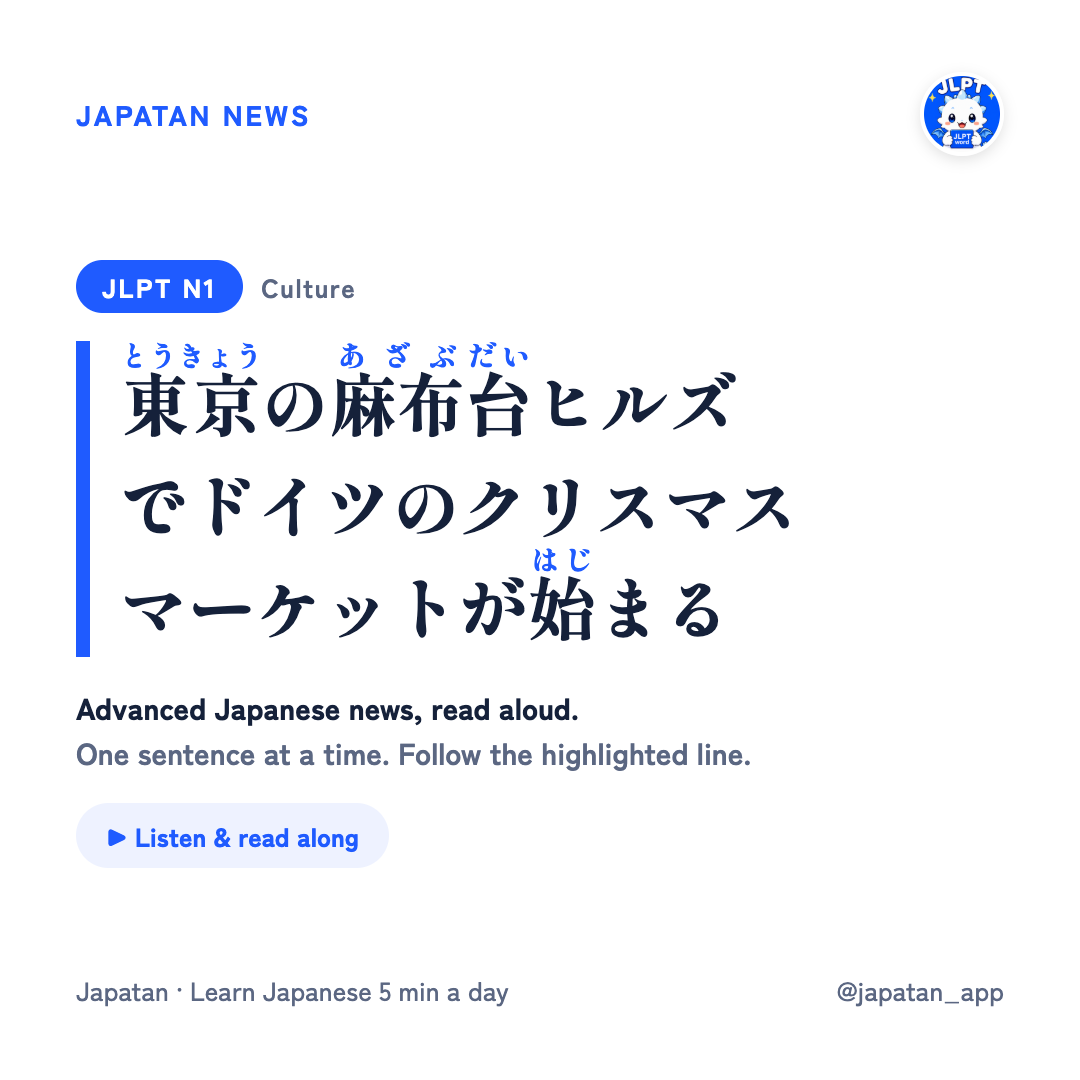 JAPATAN NEWS
JLPT
JLPT
word
JLPT N1
Culture
とうきょう あざぶだい
東京の麻布台ヒルズ
でドイツのクリスマス
はじ
マーケットが始まる
Advanced Japanese news, read aloud.
One sentence at a time. Follow the highlighted line.
Listen & read along
Japatan · Learn Japanese 5 min a day
@japatan_app